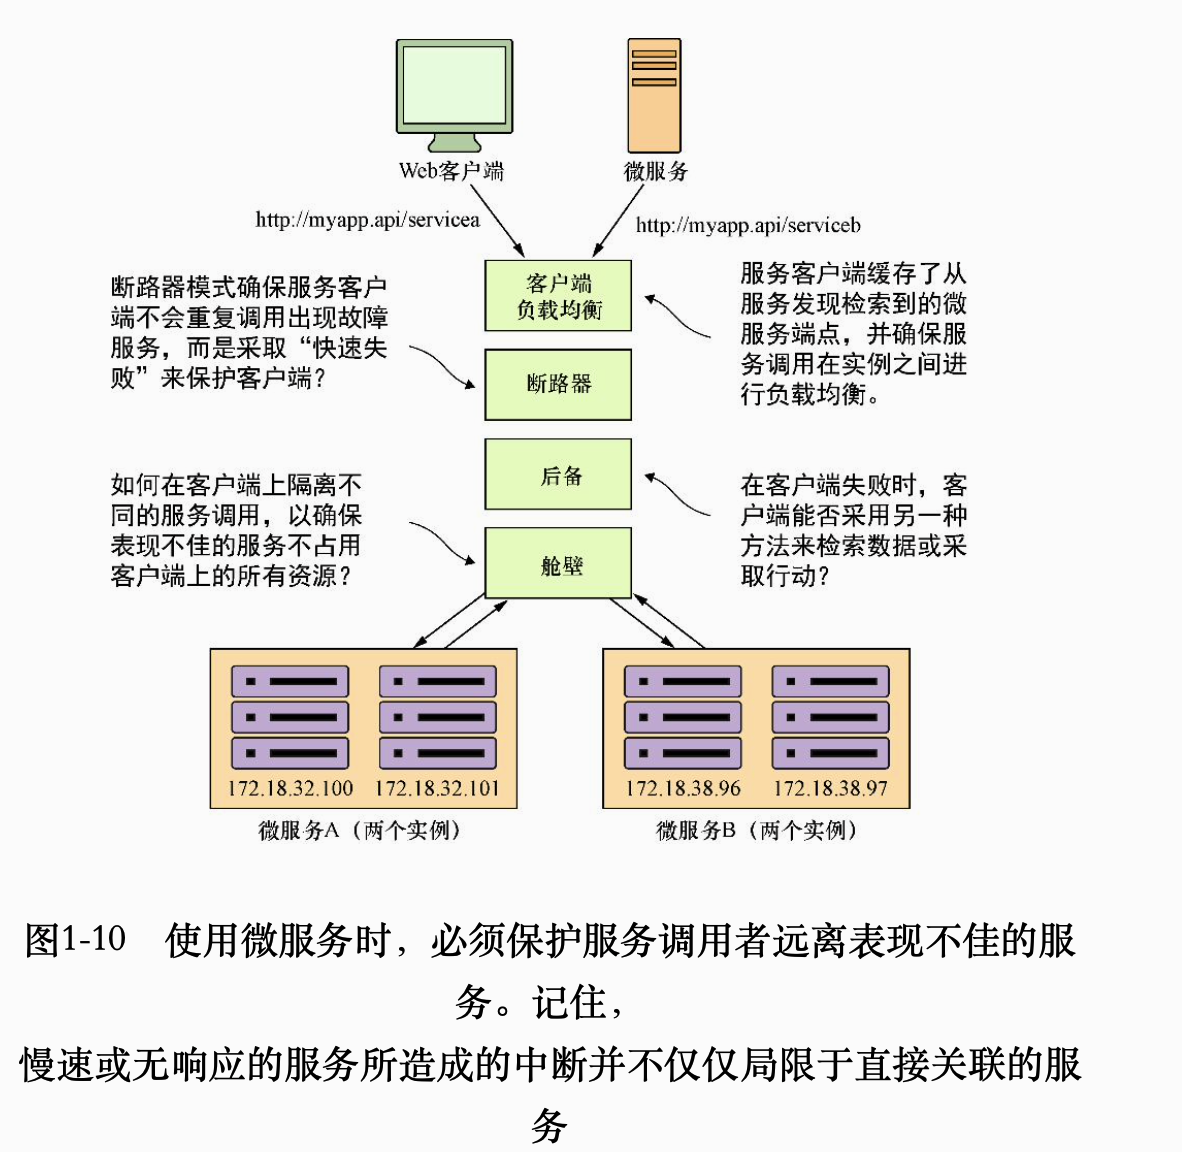 Web客户端
微服务
http://myapp.api/servicea
http://myapp.api/serviceb
断路器模式确保服务客户
端不会重复调用出现故障
服务，而是采取“快速失
败”来保护客户端？
客户端
负载均衡
服务客户端缓存了从
服务发现检索到的微
服务端点，并确保服
务调用在实例之间进
行负载均衡。
断路器
后备
如何在客户端上隔离不
同的服务调用，以确保
表现不佳的服务不占用
客户端上的所有资源？
在客户端失败时，客
户端能否采用另一种
方法来检索数据或采
取行动？
舱壁
172.18.32.100
172.18.32.101
172.18.38.96
172.18.38.97
微服务A（两个实例）
微服务B（两个实例）
图1-10 使用微服务时，必须保护服务调用者远离表现不佳的服
务。记住，
慢速或无响应的服务所造成的中断并不仅仅局限于直接关联的服
务